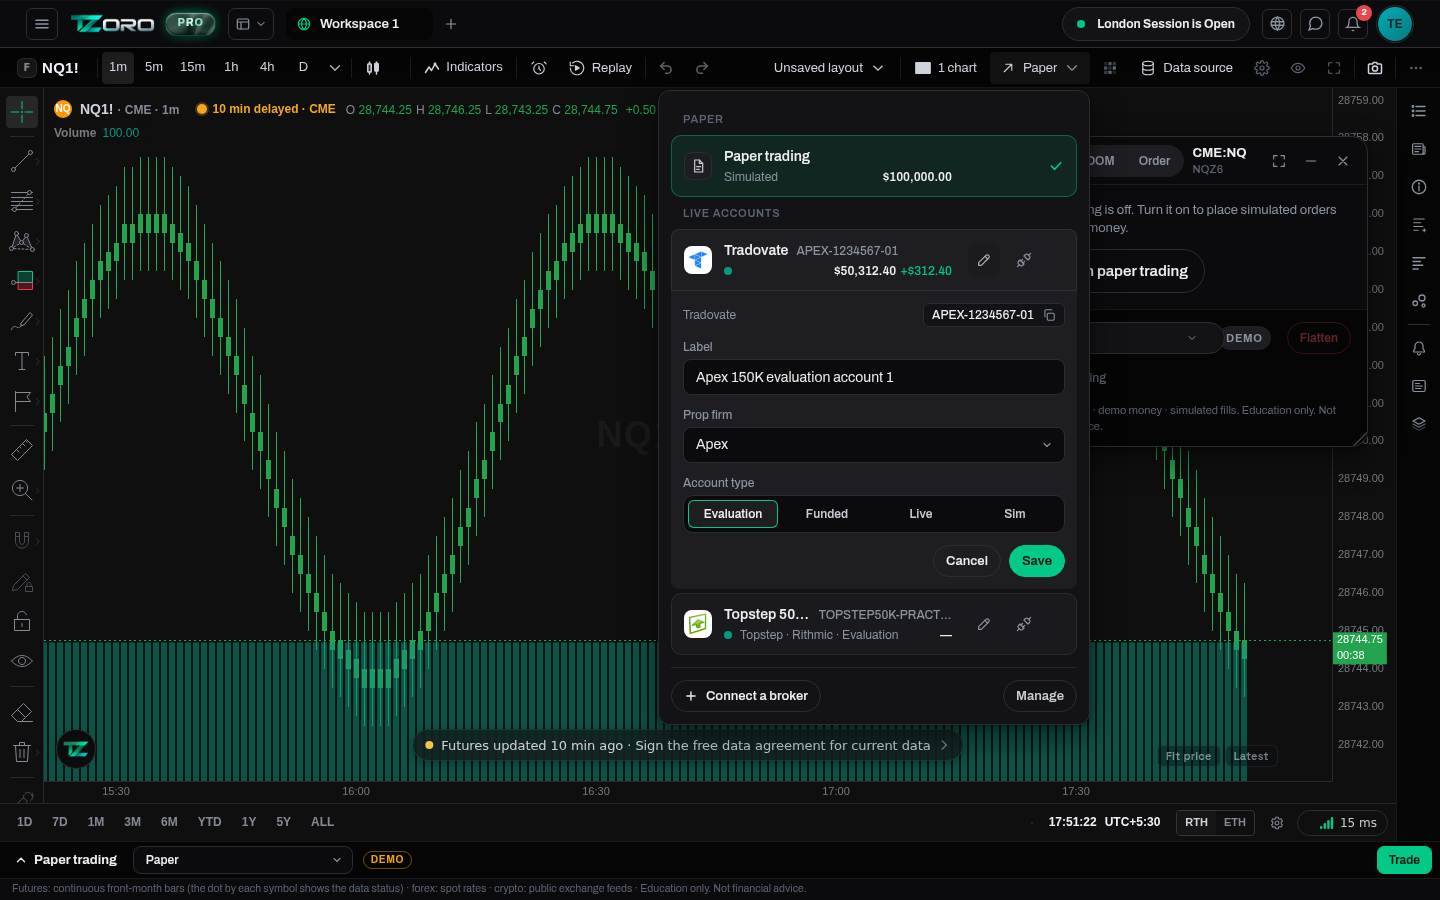 TZORO PRO Workspace 1 London Session is Open 2 TE
F NQ1! 1m 5m 15m 1h 4h D Indicators Replay Unsaved layout 1 chart Paper Data source
NQ NQ1! · CME · 1m 10 min delayed · CME O 28,744.25 H 28,746.25 L 28,743.25 C 28,744.75 +0.50
Volume 100.00
PAPER
Paper trading
Simulated $100,000.00
LIVE ACCOUNTS
Tradovate APEX-1234567-01
$50,312.40 +$312.40
Tradovate APEX-1234567-01
Label
Apex 150K evaluation account 1
Prop firm
Apex
Account type
Evaluation Funded Live Sim
Cancel Save
Topstep 50... TOPSTEP50K-PRACT...
Topstep · Rithmic · Evaluation —
Connect a broker Manage
OOM Order CME:NQ
NQZ6
is off. Turn it on to place simulated orders
money.
paper trading
DEMO Flatten
· demo money · simulated fills. Education only. Not
28759.00
28758.00
28749.00
28748.00
28747.00
28746.00
28745.00
28744.75
00:38
28744.00
28743.00
28742.00
NQ
Futures updated 10 min ago · Sign the free data agreement for current data
TZ
Fit price Latest
15:30 16:00 16:30 17:00 17:30
1D 7D 1M 3M 6M YTD 1Y 5Y ALL 17:51:22 UTC+5:30 RTH ETH 15 ms
Paper trading Paper DEMO Trade
Futures: continuous front-month bars (the dot by each symbol shows the data status) · forex: spot rates · crypto: public exchange feeds · Education only. Not financial advice.